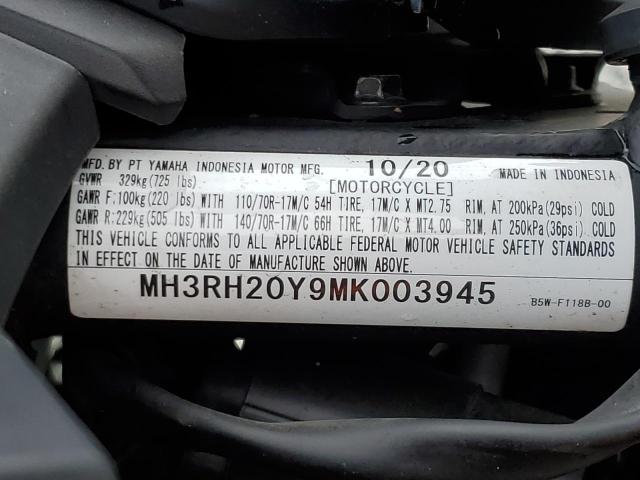 MFD. BY PT YAMAHA INDONESIA MOTOR MFG. 10/20 MADE IN INDONESIA
GVWR 329kg(725 lbs) [MOTORCYCLE]
GAWR F:100kg(220 lbs) WITH 110/70R-17M/C 54H TIRE, 17M/C X MT2.75 RIM, AT 200kPa(29psi) COLD
GAWR R:229kg(505 lbs) WITH 140/70R-17M/C 66H TIRE, 17M/C X MT4.00 RIM, AT 250kPa(36psi) COLD
THIS VEHICLE CONFORMS TO ALL APPLICABLE FEDERAL MOTOR VEHICLE SAFETY STANDARDS
IN EFFECT ON THE DATE OF MANUFACTURE SHOWN ABOVE.
MH3RH20Y9MK003945
B5W-F118B-00